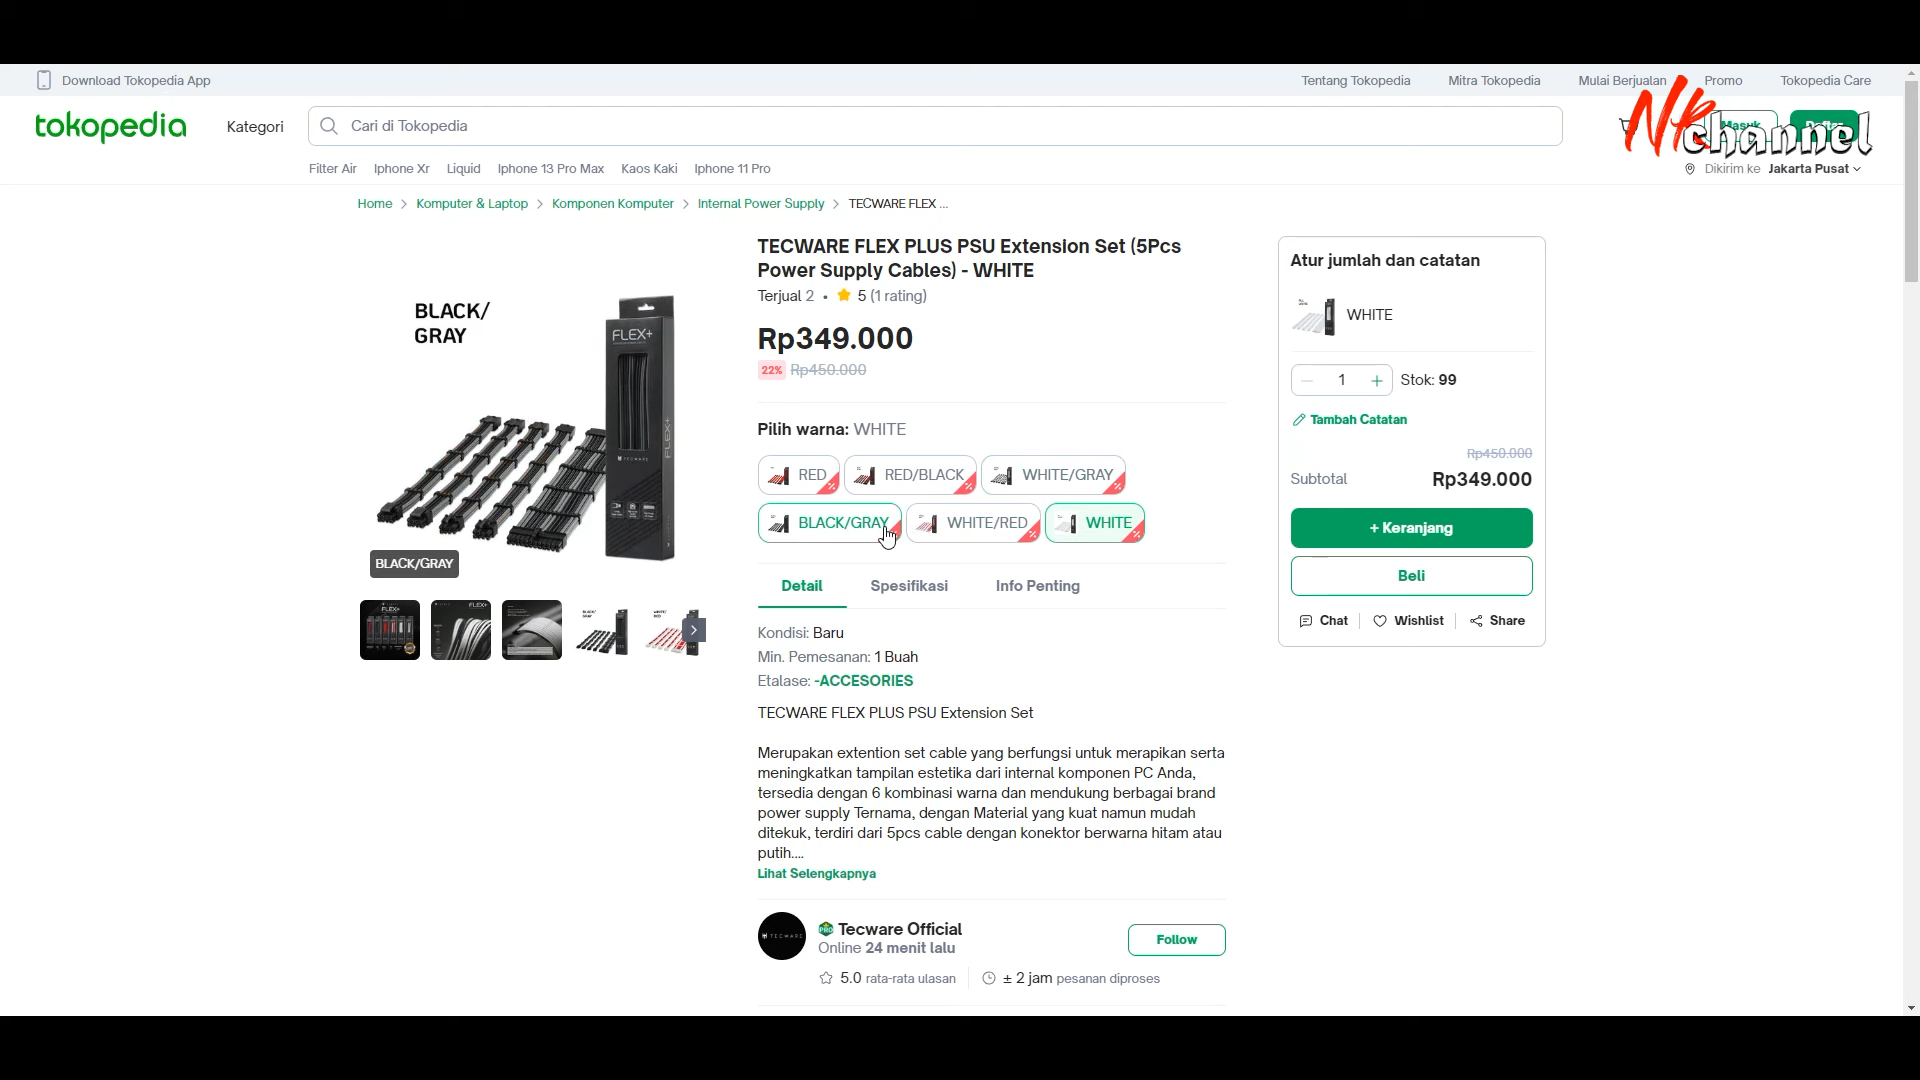 Download Tokopedia App
Tentang Tokopedia Mitra Tokopedia Mulai Berjualan Promo Tokopedia Care
tokopedia Kategori Cari di Tokopedia Masuk Daftar
Nk channel
Filter Air Iphone Xr Liquid Iphone 13 Pro Max Kaos Kaki Iphone 11 Pro
Dikirim ke Jakarta Pusat
Home > Komputer & Laptop > Komponen Komputer > Internal Power Supply > TECWARE FLEX ...
BLACK/
GRAY
FLEX+
FLEX+
TECWARE
BLACK/GRAY
TECWARE FLEX PLUS PSU Extension Set (5Pcs
Power Supply Cables) - WHITE
Terjual 2 • 5 (1 rating)
Rp349.000
22% Rp450.000
Pilih warna: WHITE
RED RED/BLACK WHITE/GRAY
BLACK/GRAY WHITE/RED WHITE
Detail Spesifikasi Info Penting
Kondisi: Baru
Min. Pemesanan: 1 Buah
Etalase: -ACCESORIES
TECWARE FLEX PLUS PSU Extension Set
Merupakan extention set cable yang berfungsi untuk merapikan serta
meningkatkan tampilan estetika dari internal komponen PC Anda,
tersedia dengan 6 kombinasi warna dan mendukung berbagai brand
power supply Ternama, dengan Material yang kuat namun mudah
ditekuk, terdiri dari 5pcs cable dengan konektor berwarna hitam atau
putih....
Lihat Selengkapnya
TECWARE
PRO Tecware Official
Online 24 menit lalu
Follow
5.0 rata-rata ulasan ± 2 jam pesanan diproses
Atur jumlah dan catatan
WHITE
− 1 + Stok: 99
Tambah Catatan
Rp450.000
Subtotal Rp349.000
+ Keranjang
Beli
Chat Wishlist Share